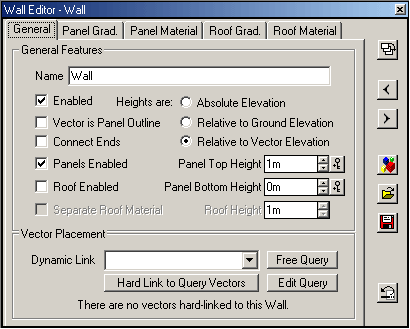 Wall Editor - Wall
General Panel Grad. Panel Material Roof Grad. Roof Material
General Features
Name Wall
Enabled Heights are: Absolute Elevation
Vector is Panel Outline Relative to Ground Elevation
Connect Ends Relative to Vector Elevation
Panels Enabled Panel Top Height 1m
Roof Enabled Panel Bottom Height 0m
Separate Roof Material Roof Height 1m
Vector Placement
Dynamic Link Free Query
Hard Link to Query Vectors Edit Query
There are no vectors hard-linked to this Wall.